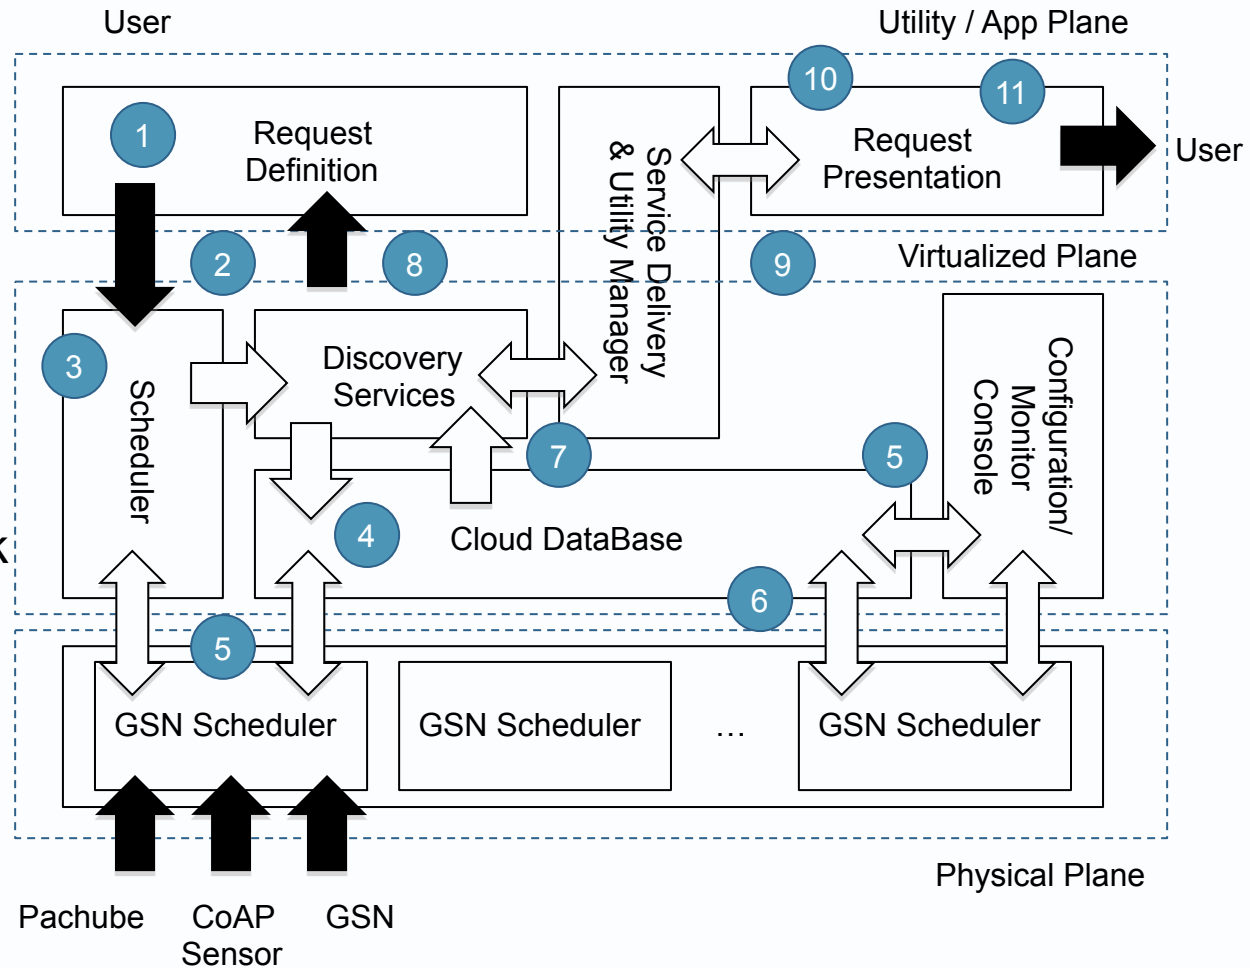 User
Utility / App Plane
10
11
1
Request
Definition
Service Delivery
& Utility Manager
Request
Presentation
User
2
8
9
Virtualized Plane
3
Scheduler
Discovery
Services
Configuration/
Monitor
Console
7
5
4
Cloud DataBase
k
6
5
GSN Scheduler
GSN Scheduler
...
GSN Scheduler
Physical Plane
Pachube
CoAP
Sensor
GSN